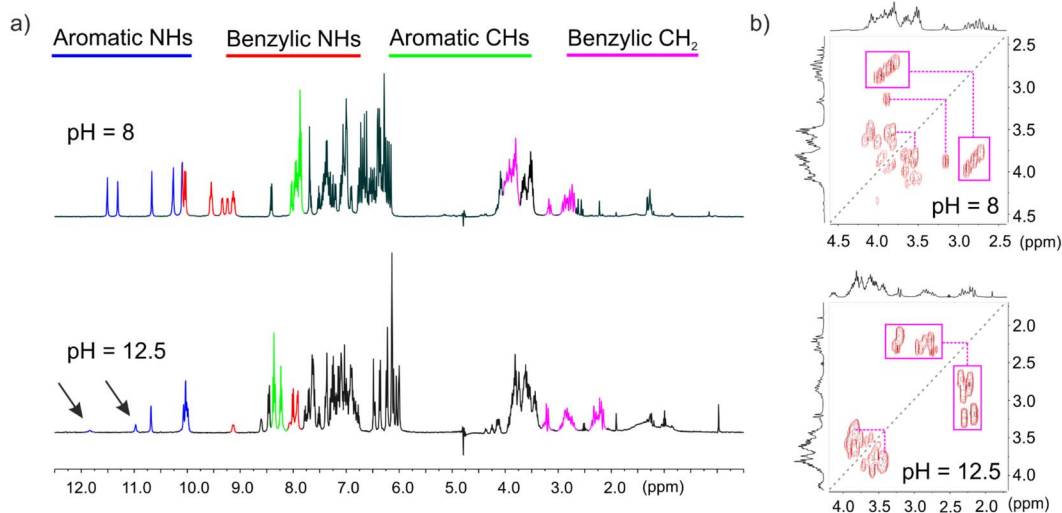 a)
Aromatic NHs Benzylic NHs Aromatic CHs Benzylic CH₂
pH = 8
pH = 12.5
12.0 11.0 10.0 9.0 8.0 7.0 6.0 5.0 4.0 3.0 2.0 (ppm)
b)
2.5
3.0
3.5
4.0
4.5
pH = 8
4.5 4.0 3.5 3.0 2.5 (ppm)
2.0
2.5
3.0
3.5
4.0
pH = 12.5
4.0 3.5 3.0 2.5 2.0 (ppm)